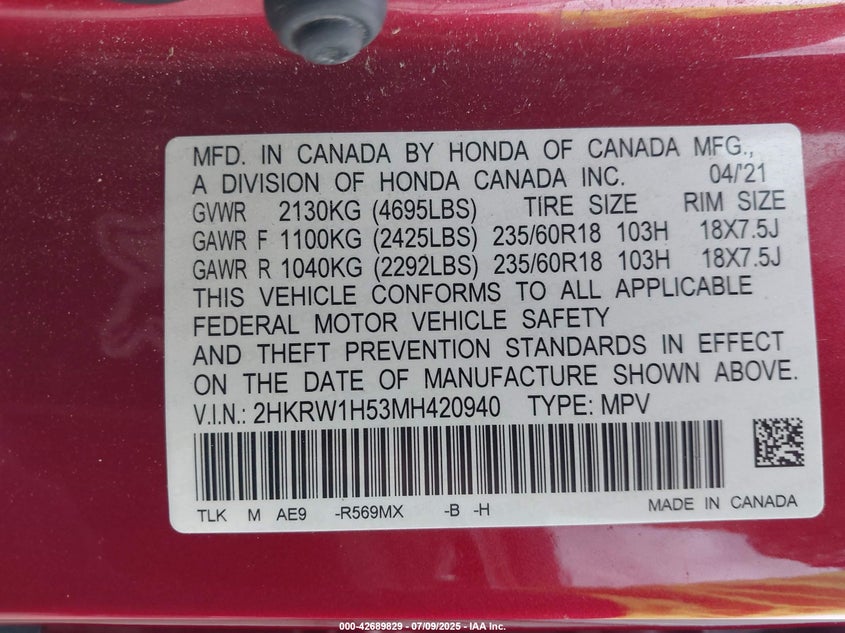 MFD. IN CANADA BY HONDA OF CANADA MFG.,
A DIVISION OF HONDA CANADA INC. 04/'21
GVWR 2130KG (4695LBS) TIRE SIZE RIM SIZE
GAWR F 1100KG (2425LBS) 235/60R18 103H 18X7.5J
GAWR R 1040KG (2292LBS) 235/60R18 103H 18X7.5J
THIS VEHICLE CONFORMS TO ALL APPLICABLE
FEDERAL MOTOR VEHICLE SAFETY
AND THEFT PREVENTION STANDARDS IN EFFECT
ON THE DATE OF MANUFACTURE SHOWN ABOVE.
V.I.N.: 2HKRW1H53MH420940 TYPE: MPV
TLK M AE9 -R569MX -B -H MADE IN CANADA
000-42689829 - 07/09/2025 - IAA Inc.